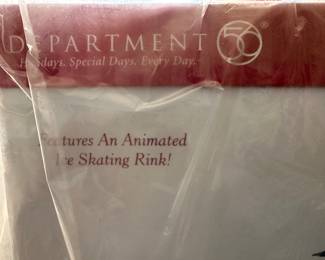 DEPARTMENT 56®
Holidays. Special Days. Every Day.
Features An Animated
Ice Skating Rink!